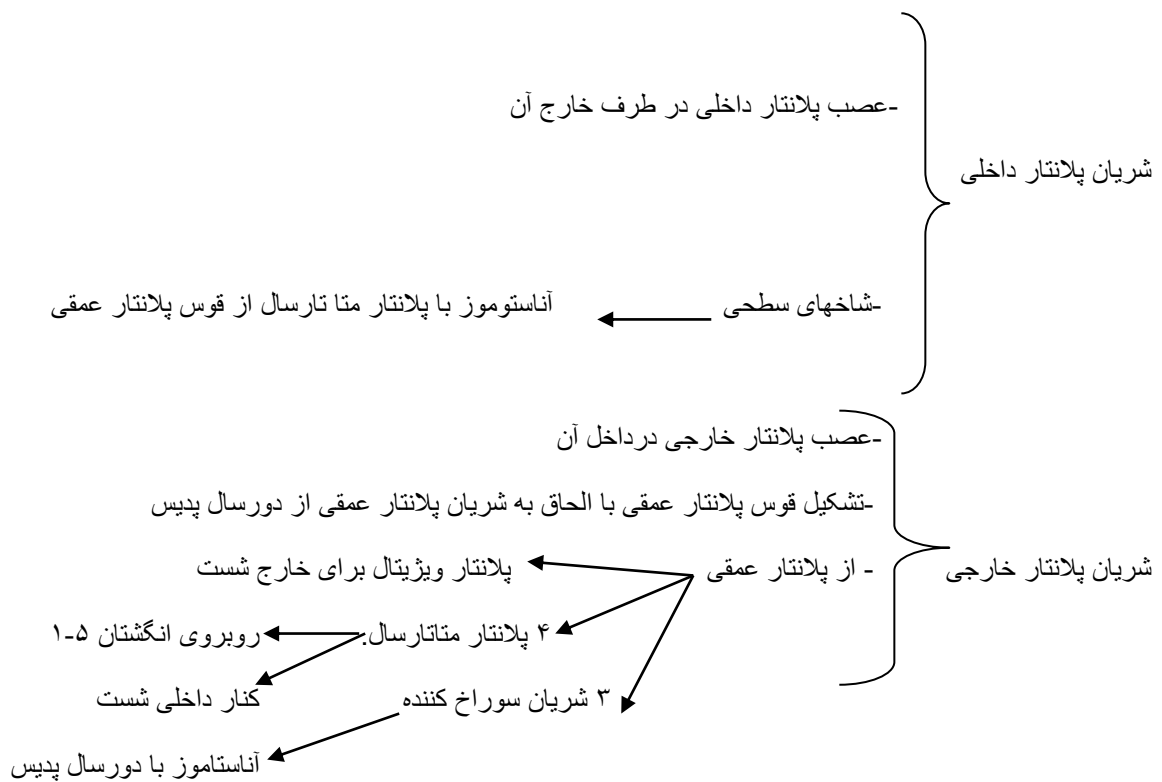 -عصب پلانتار داخلی در طرف خارج آن
شریان پلانتار داخلی
-شاخهای سطحی آناستوموز با پلانتار متا تارسال از قوس پلانتار عمقی
-عصب پلانتار خارجی درداخل آن
-تشکیل قوس پلانتار عمقی با الحاق به شریان پلانتار عمقی از دورسال پدیس
شریان پلانتار خارجی - از پلانتار عمقی پلانتار ویژیتال برای خارج شست
۴ پلانتار متاتارسال: روبروی انگشتان ۵-۱
کنار داخلی شست
۳ شریان سوراخ کننده
آناستاموز با دورسال پدیس